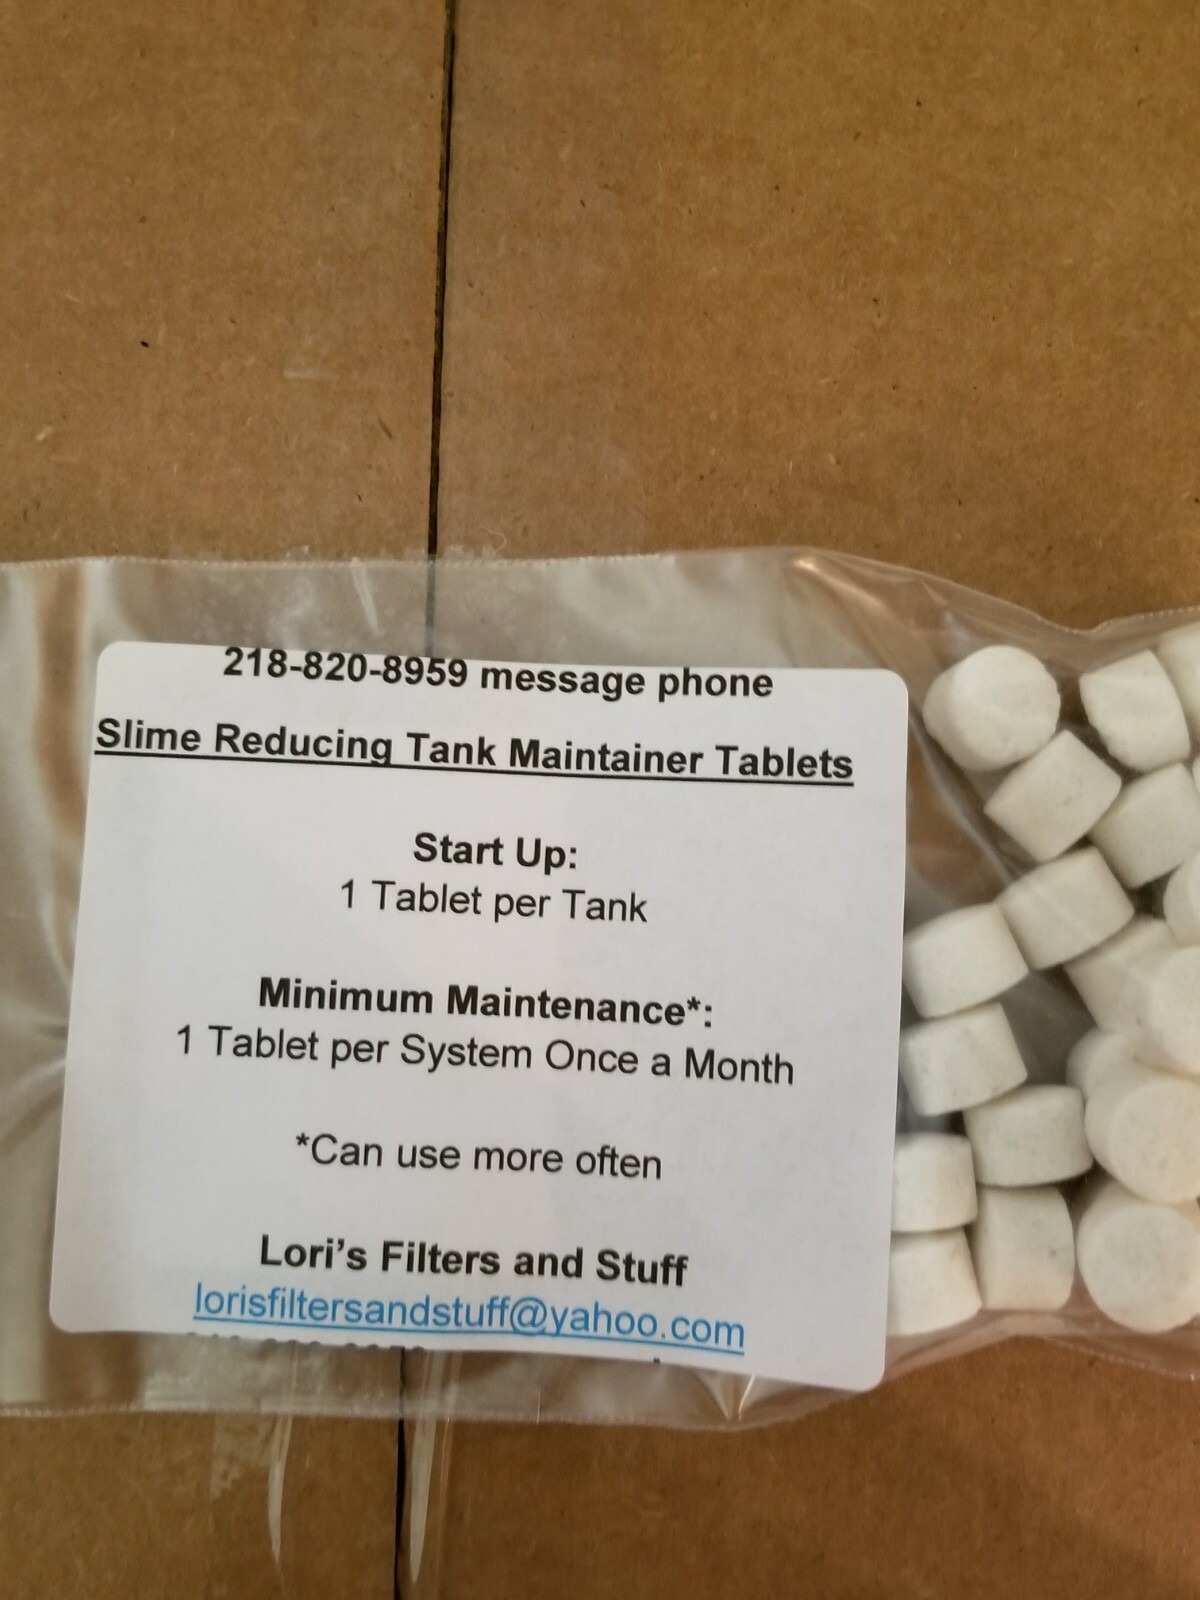 218-820-8959 message phone
Slime Reducing Tank Maintainer Tablets
Start Up:
1 Tablet per Tank
Minimum Maintenance*:
1 Tablet per System Once a Month
*Can use more often
Lori's Filters and Stuff
lorisfiltersandstuff@yahoo.com